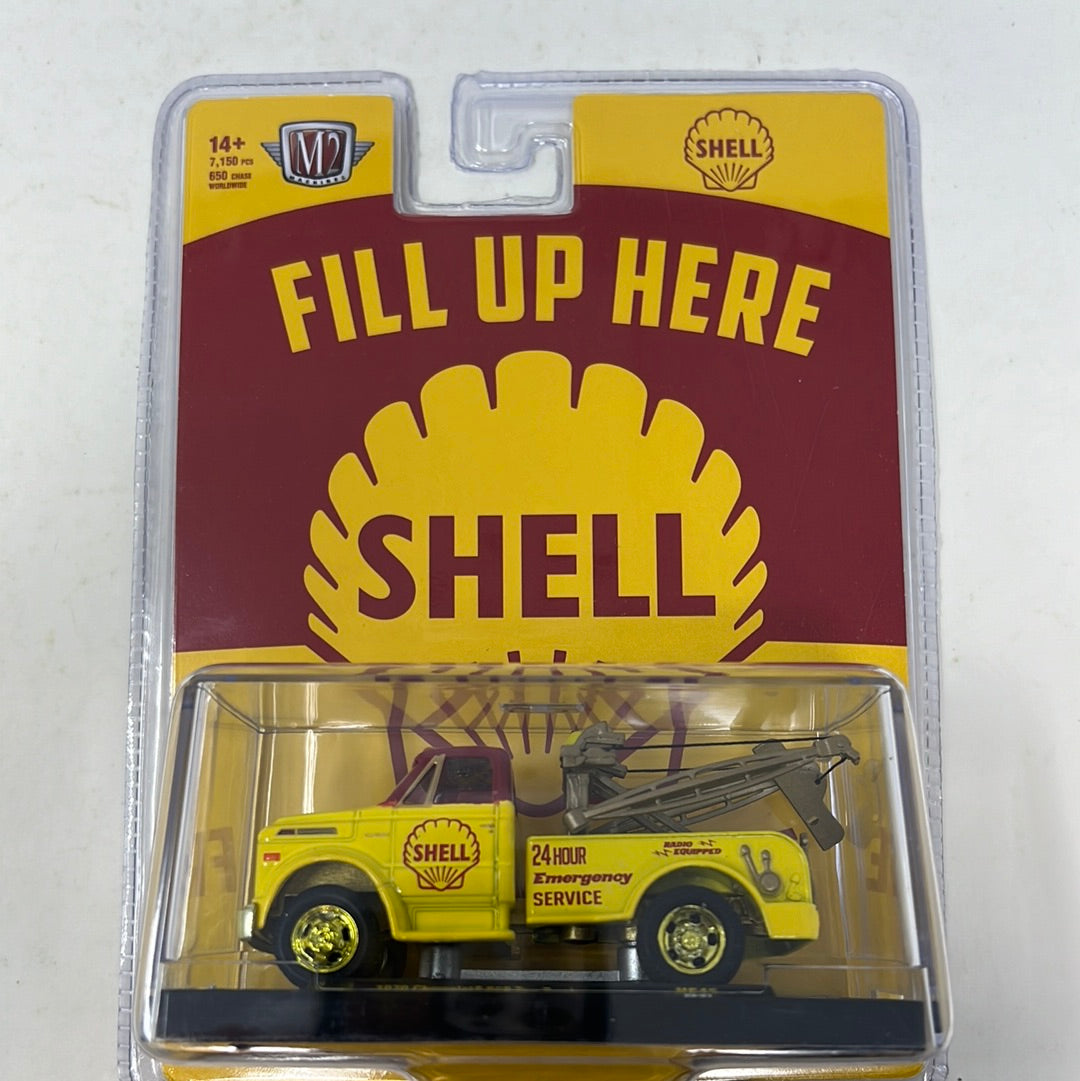 14+
7,150 PCS
650 CHASE
WORLDWIDE
M2
MACHINES
SHELL
FILL UP HERE
SHELL
SHELL
24 HOUR
Emergency
SERVICE
RADIO
EQUIPPED
1970